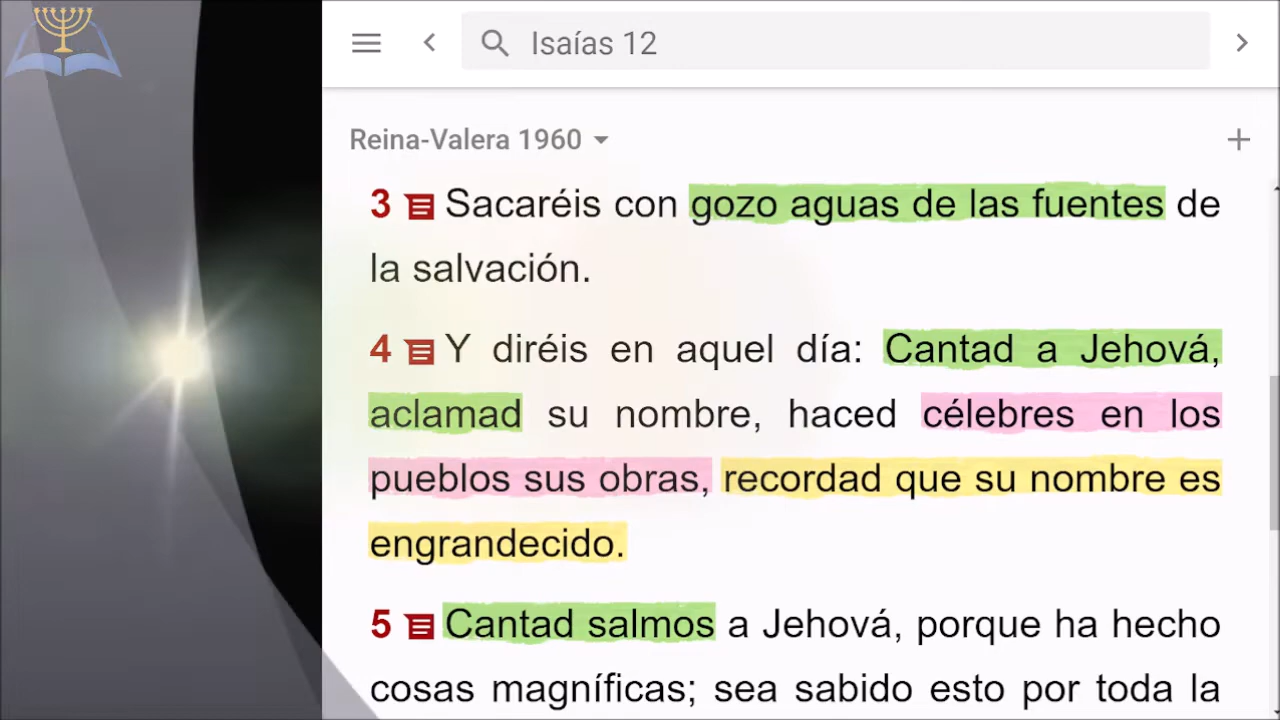 Isaías 12
Reina-Valera 1960
3 Sacaréis con gozo aguas de las fuentes de
la salvación.
4 Y diréis en aquel día: Cantad a Jehová,
aclamad su nombre, haced célebres en los
pueblos sus obras, recordad que su nombre es
engrandecido.
5 Cantad salmos a Jehová, porque ha hecho
cosas magníficas; sea sabido esto por toda la